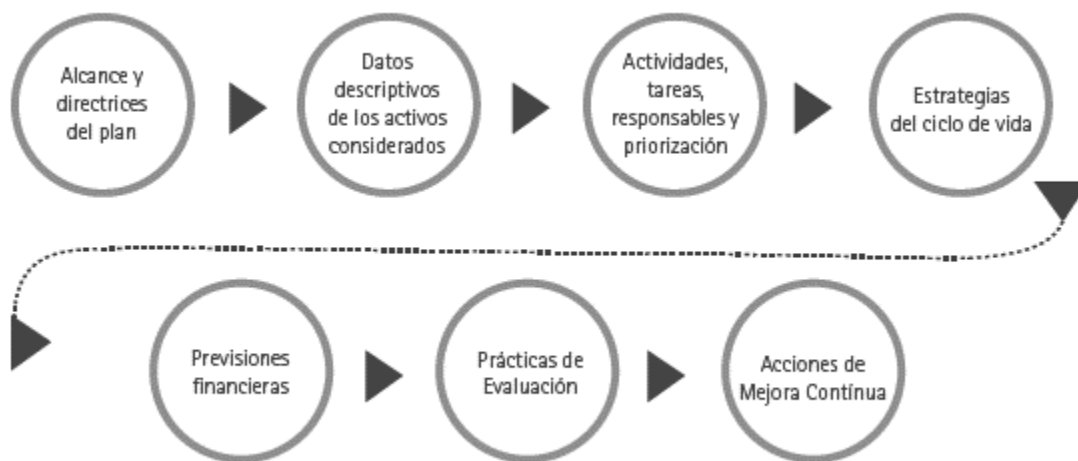 Alcance y
directrices
del plan
Datos
descriptivos
de los activos
considerados
Actividades,
tareas,
responsables y
priorización
Estrategias
del ciclo de vida
Previsiones
financieras
Prácticas de
Evaluación
Acciones de
Mejora Contínua